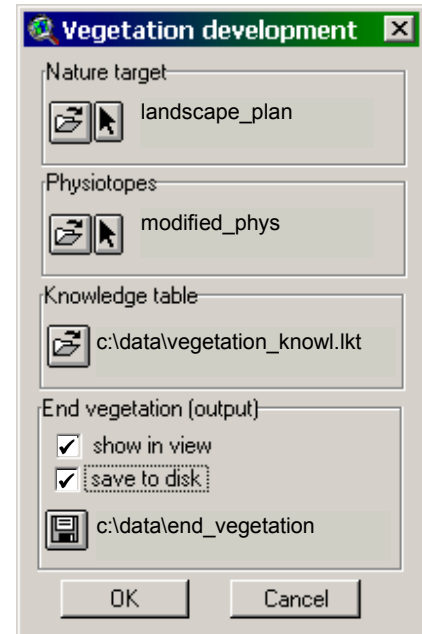 Vegetation development
Nature target
landscape_plan
Physiotopes
modified_phys
Knowledge table
c:\data\vegetation_knowl.lkt
End vegetation (output)
show in view
save to disk
c:\data\end_vegetation
OK Cancel